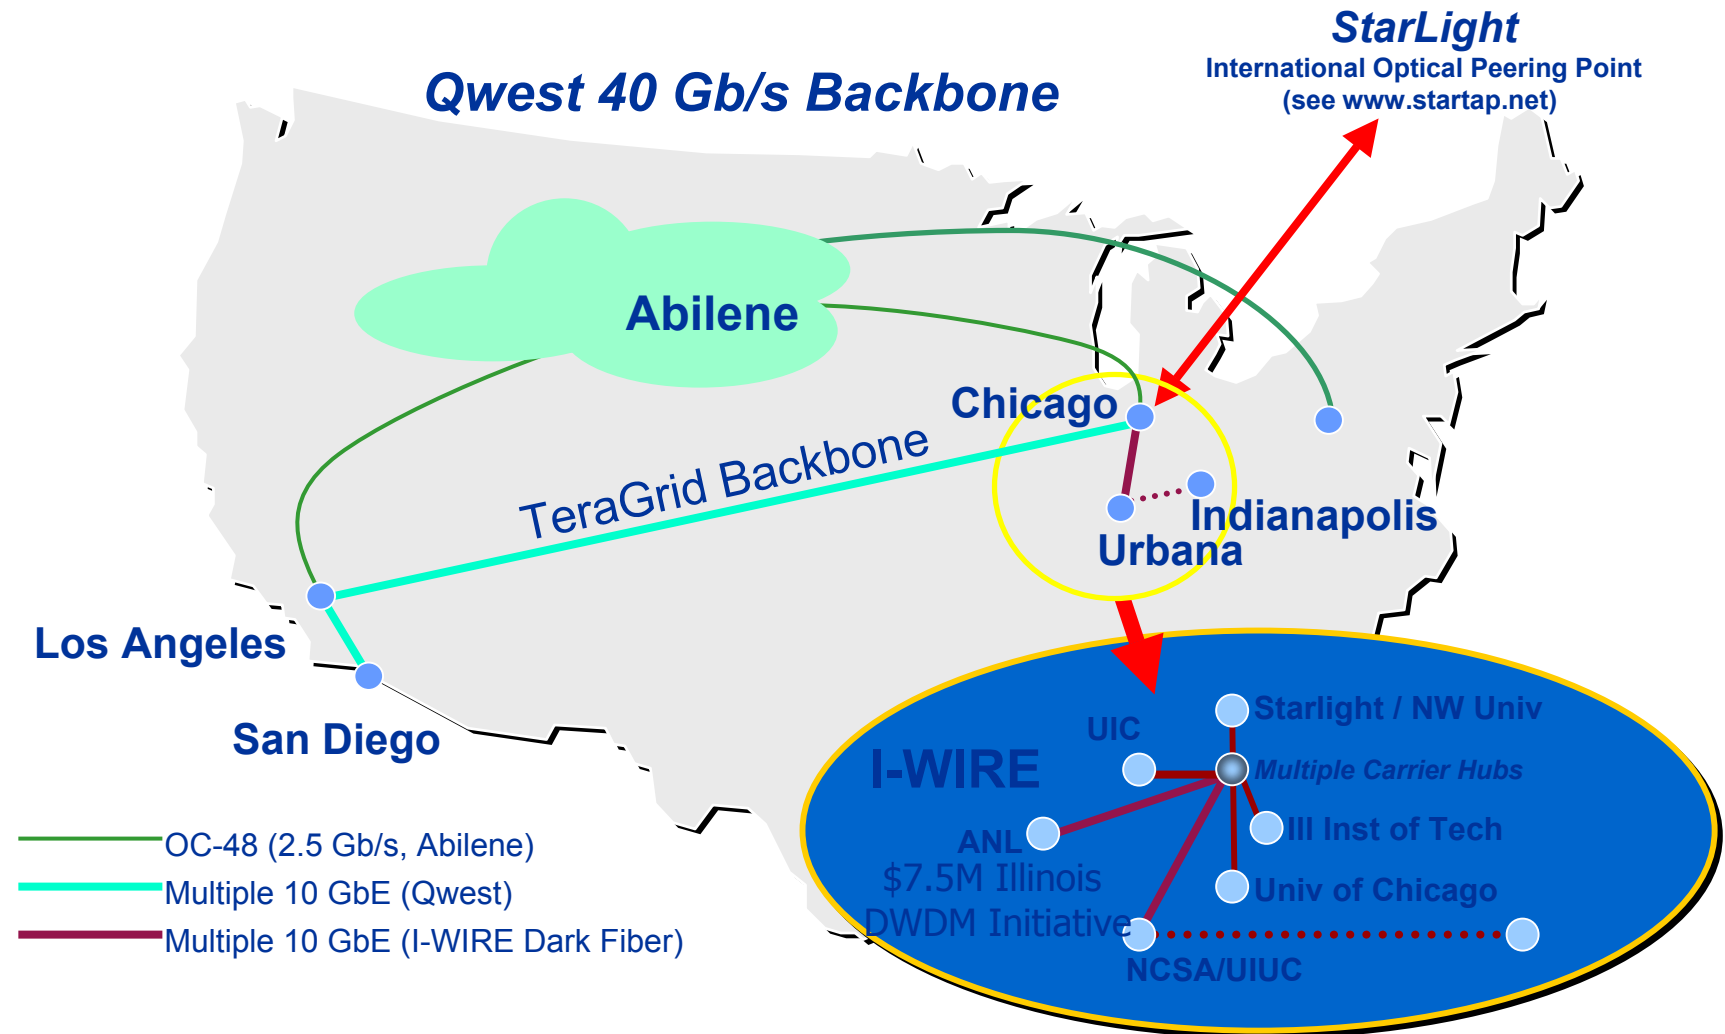 StarLight
International Optical Peering Point
(see www.startap.net)
Qwest 40 Gb/s Backbone
Abilene
Chicago
TeraGrid Backbone
Indianapolis
Urbana
Los Angeles
San Diego
UIC
Starlight / NW Univ
I-WIRE
Multiple Carrier Hubs
ANL
Ill Inst of Tech
$7.5M Illinois
DWDM Initiative
Univ of Chicago
NCSA/UIUC
OC-48 (2.5 Gb/s, Abilene)
Multiple 10 GbE (Qwest)
Multiple 10 GbE (I-WIRE Dark Fiber)